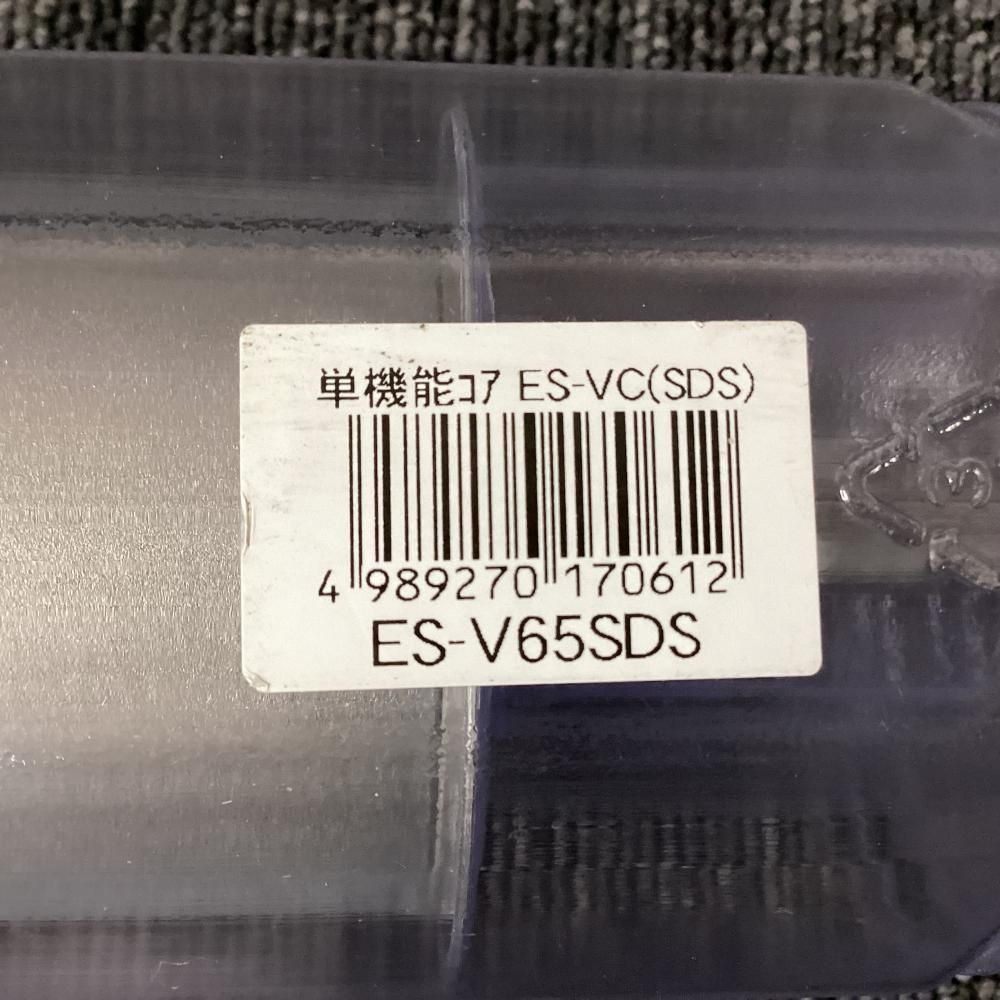 単機能ｺｱ ES-VC(SDS)
4 989270 170612
ES-V65SDS